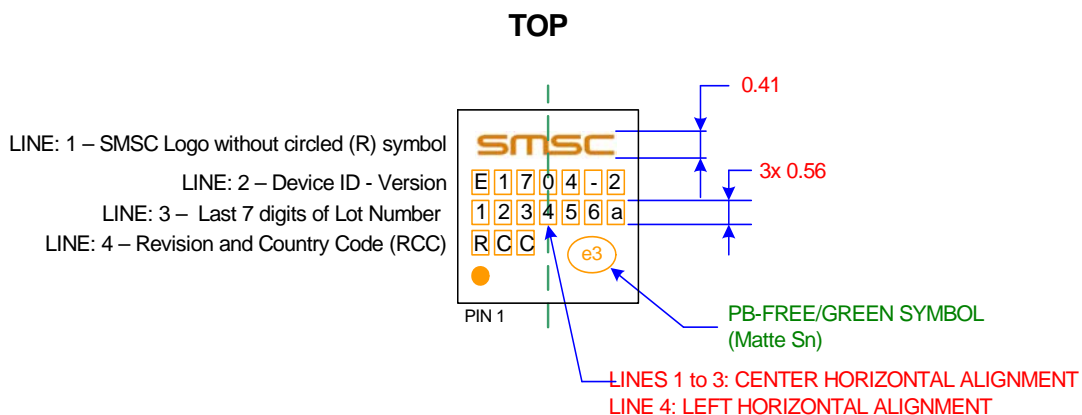 TOP
0.41
LINE: 1 – SMSC Logo without circled (R) symbol
SMSC
3x 0.56
LINE: 2 – Device ID - Version
E1704-2
LINE: 3 – Last 7 digits of Lot Number
123456a
LINE: 4 – Revision and Country Code (RCC)
RCC
e3
PIN 1
PB-FREE/GREEN SYMBOL
(Matte Sn)
LINES 1 to 3: CENTER HORIZONTAL ALIGNMENT
LINE 4: LEFT HORIZONTAL ALIGNMENT